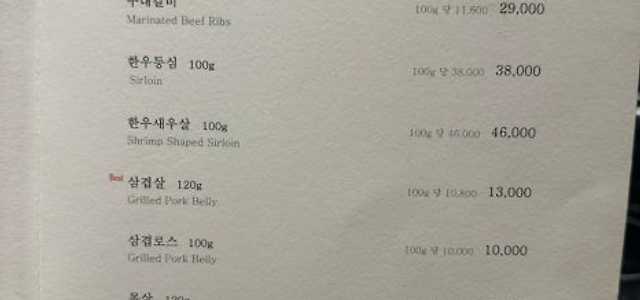 100g 당 11,600 29,000
Marinated Beef Ribs
한우등심 100g 100g 당 38,000 38,000
Sirloin
한우새우살 100g 100g 당 46,000 46,000
Shrimp Shaped Sirloin
Best 삼겹살 120g 100g 당 10,800 13,000
Grilled Pork Belly
삼겹로스 100g 100g 당 10,000 10,000
Grilled Pork Belly
120g